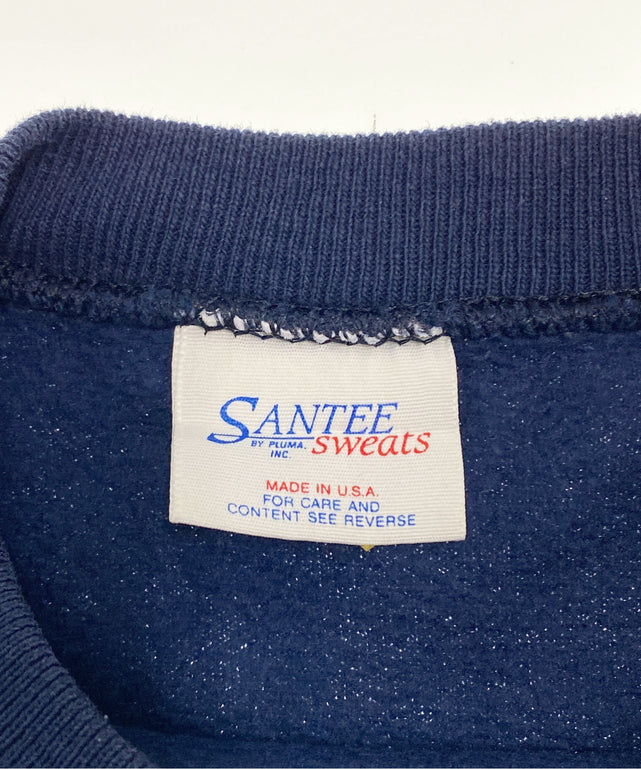 SANTEE
BY PLUMA. sweats
INC.
MADE IN U.S.A.
FOR CARE AND
CONTENT SEE REVERSE